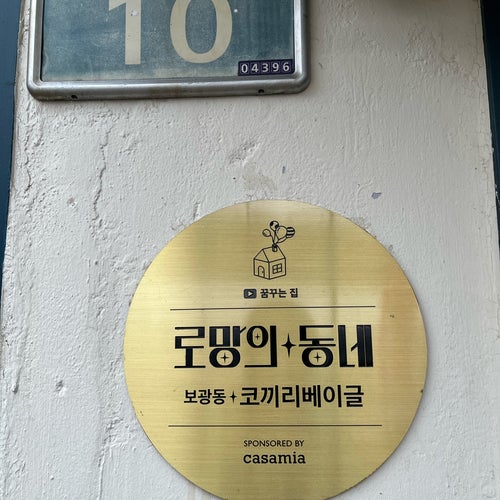 10
04396
꿈꾸는 집
로망의 동네
보광동 코끼리베이글
SPONSORED BY
casamia